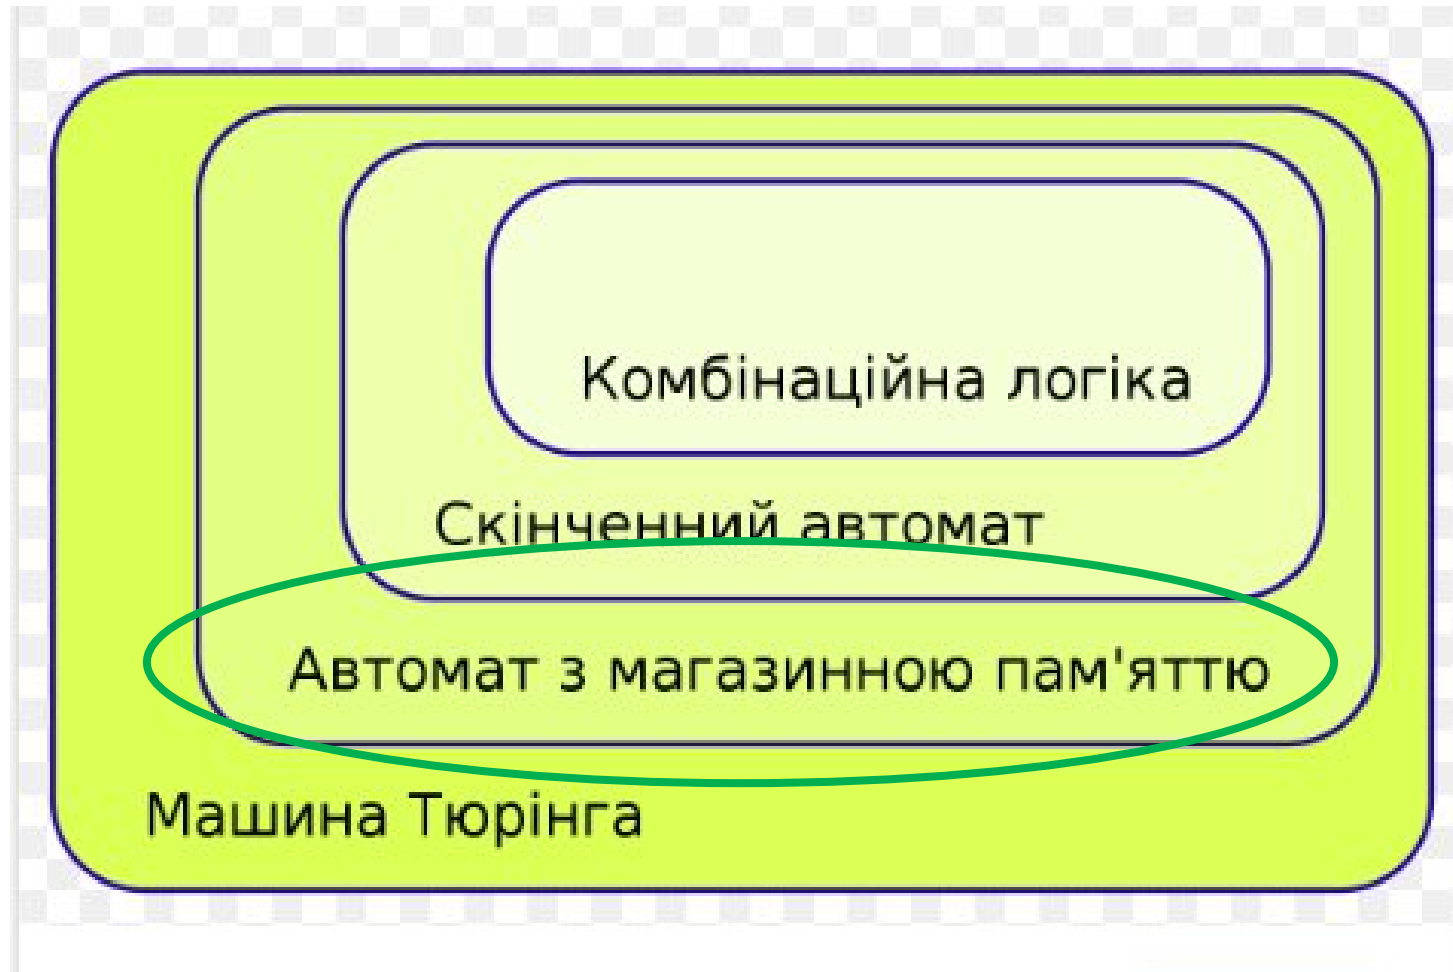 Комбінаційна логіка
Скінченний автомат
Автомат з магазинною пам'яттю
Машина Тюрінга